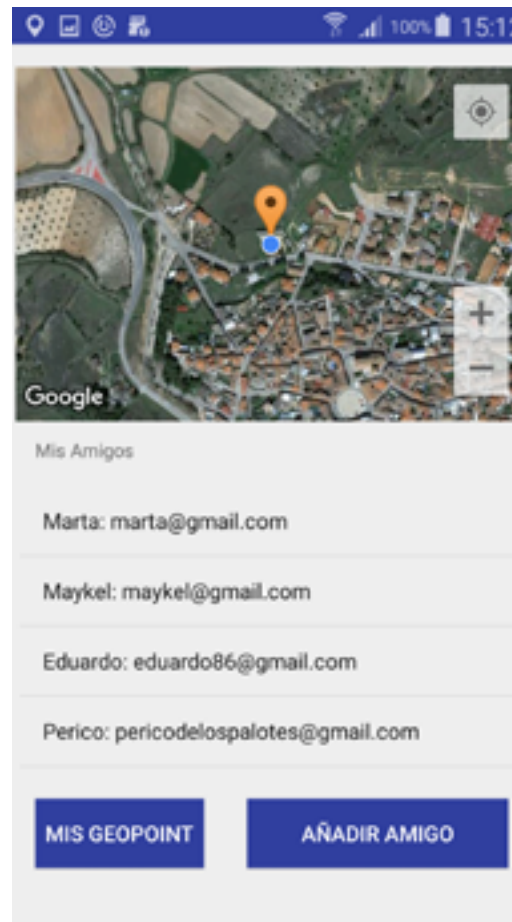 100% 15:12
Google
Mis Amigos
Marta: marta@gmail.com
Maykel: maykel@gmail.com
Eduardo: eduardo86@gmail.com
Perico: pericodelospalotes@gmail.com
MIS GEOPOINT AÑADIR AMIGO